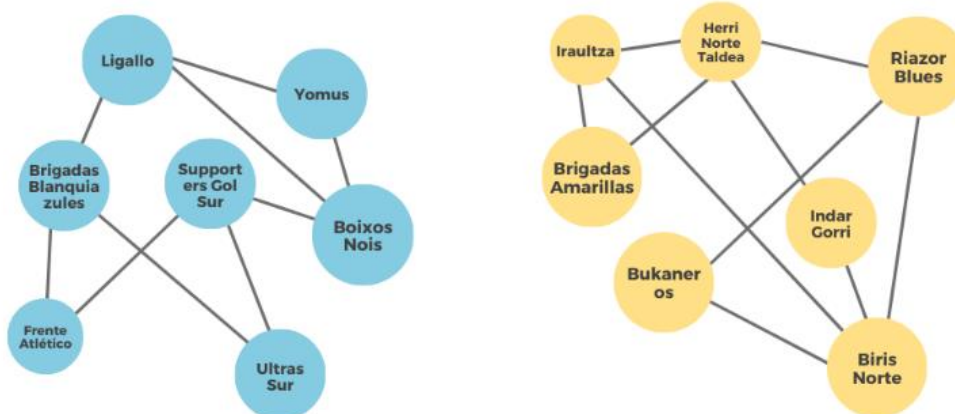 Ligallo
Yomus
Brigadas
Blanquia
zules
Support
ers Gol
Sur
Boixos
Nois
Frente
Atlético
Ultras
Sur
Iraultza
Herri
Norte
Taldea
Riazor
Blues
Brigadas
Amarillas
Indar
Gorri
Bukaner
os
Biris
Norte